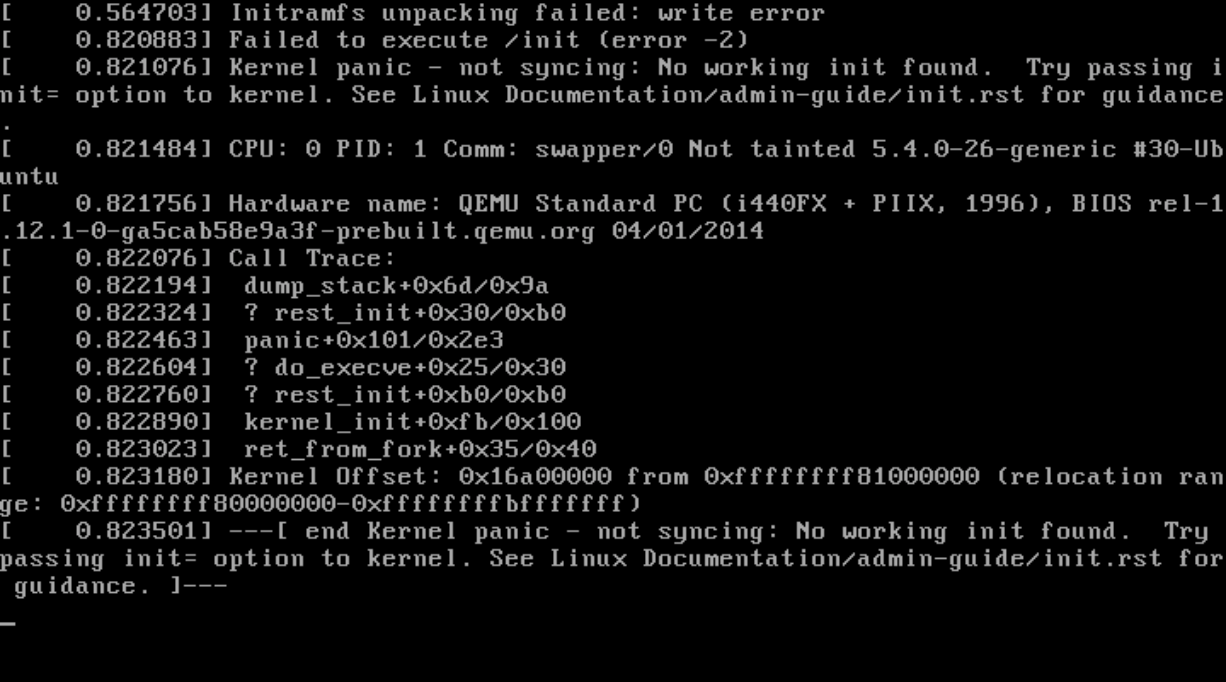 [    0.564703] Initramfs unpacking failed: write error
[    0.820883] Failed to execute /init (error -2)
[    0.821076] Kernel panic - not syncing: No working init found.  Try passing i
nit= option to kernel. See Linux Documentation/admin-guide/init.rst for guidance
.
[    0.821484] CPU: 0 PID: 1 Comm: swapper/0 Not tainted 5.4.0-26-generic #30-Ub
untu
[    0.821756] Hardware name: QEMU Standard PC (i440FX + PIIX, 1996), BIOS rel-1
.12.1-0-ga5cab58e9a3f-prebuilt.qemu.org 04/01/2014
[    0.822076] Call Trace:
[    0.822194]  dump_stack+0x6d/0x9a
[    0.822324]  ? rest_init+0x30/0xb0
[    0.822463]  panic+0x101/0x2e3
[    0.822604]  ? do_execve+0x25/0x30
[    0.822760]  ? rest_init+0xb0/0xb0
[    0.822890]  kernel_init+0xfb/0x100
[    0.823023]  ret_from_fork+0x35/0x40
[    0.823180] Kernel Offset: 0x16a00000 from 0xffffffff81000000 (relocation ran
ge: 0xffffffff80000000-0xffffffffbfffffff)
[    0.823501] ---[ end Kernel panic - not syncing: No working init found.  Try 
passing init= option to kernel. See Linux Documentation/admin-guide/init.rst for
 guidance. ]---